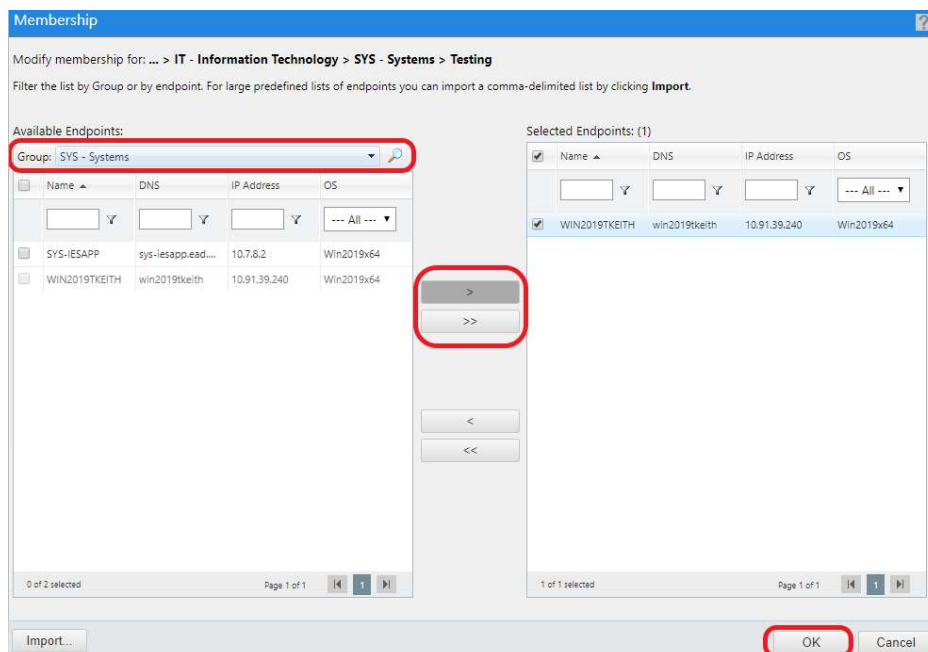 Membership
?
Modify membership for: ... > IT - Information Technology > SYS - Systems > Testing
Filter the list by Group or by endpoint. For large predefined lists of endpoints you can import a comma-delimited list by clicking Import.
Available Endpoints:
Group: SYS - Systems
Name DNS IP Address OS
--- All ---
SYS-IESAPP sys-iesapp.ead.... 10.7.8.2 Win2019x64
WIN2019TKEITH win2019tkeith 10.91.39.240 Win2019x64
0 of 2 selected Page 1 of 1 1
>
>>
<
<<
Selected Endpoints: (1)
Name DNS IP Address OS
--- All ---
WIN2019TKEITH win2019tkeith 10.91.39.240 Win2019x64
1 of 1 selected Page 1 of 1 1
Import... OK Cancel